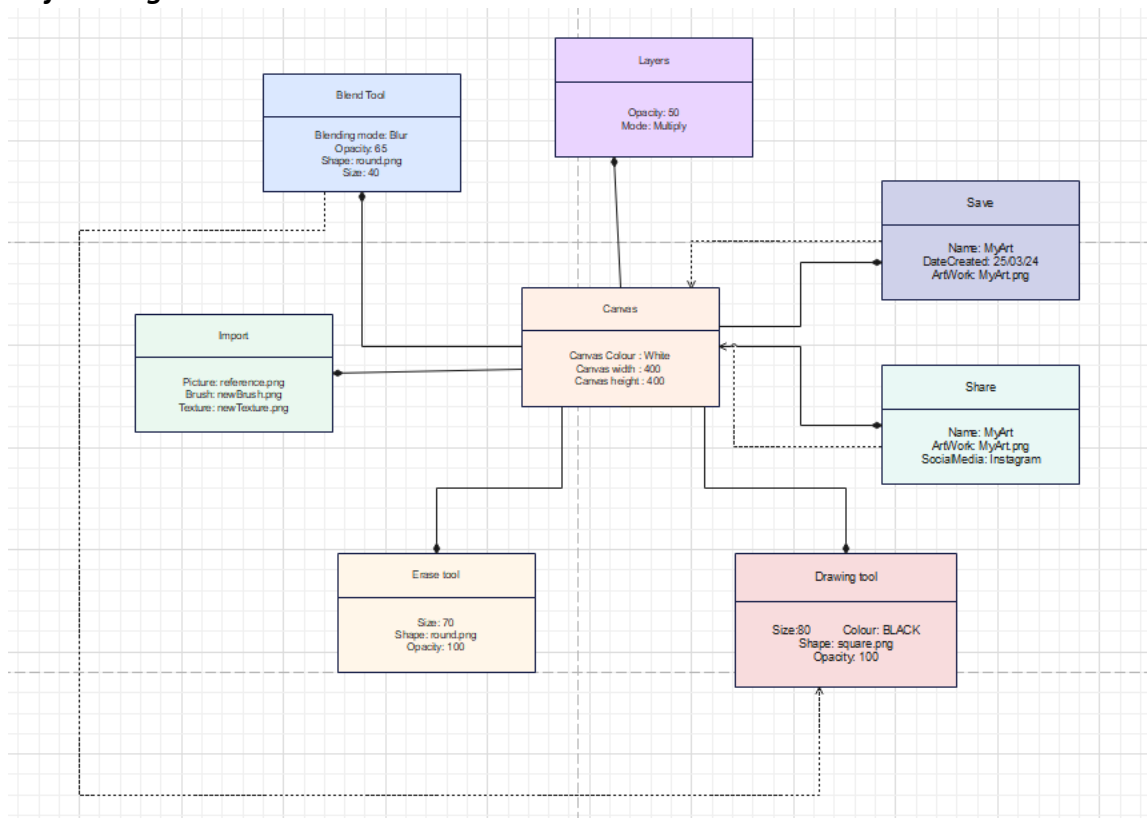 Layers
Opacity: 50
Mode: Multiply
Blend Tool
Blending mode: Blur
Opacity: 65
Shape: round.png
Size: 40
Save
Name: MyArt
DateCreated: 25/03/24
ArtWork: MyArt.png
Canvas
Canvas Colour : White
Canvas width : 400
Canvas height : 400
Import
Picture: reference.png
Brush: newBrush.png
Texture: newTexture.png
Share
Name: MyArt
ArtWork: MyArt.png
SocialMedia: Instagram
Erase tool
Size: 70
Shape: round.png
Opacity: 100
Drawing tool
Size:80 Colour: BLACK
Shape: square.png
Opacity: 100